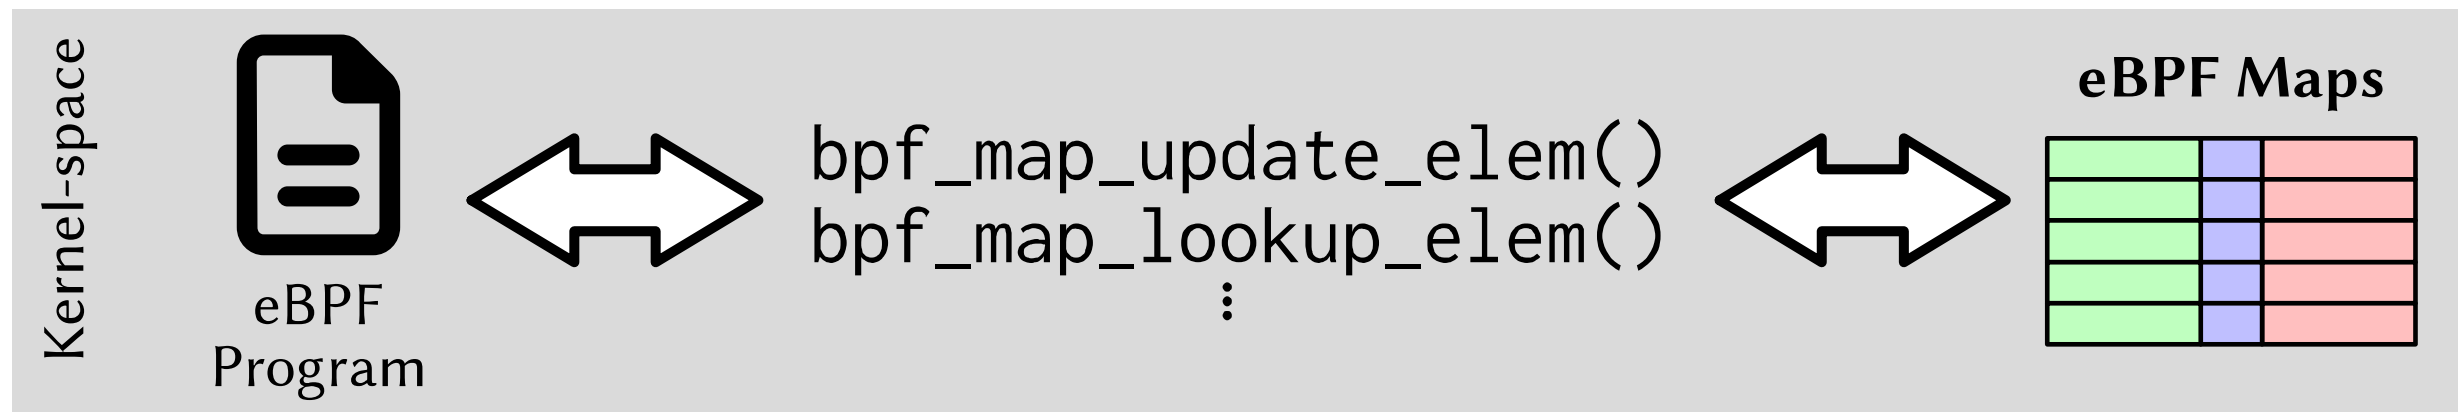 Kernel-space
eBPF
Program
bpf_map_update_elem()
bpf_map_lookup_elem()
⋮
eBPF Maps